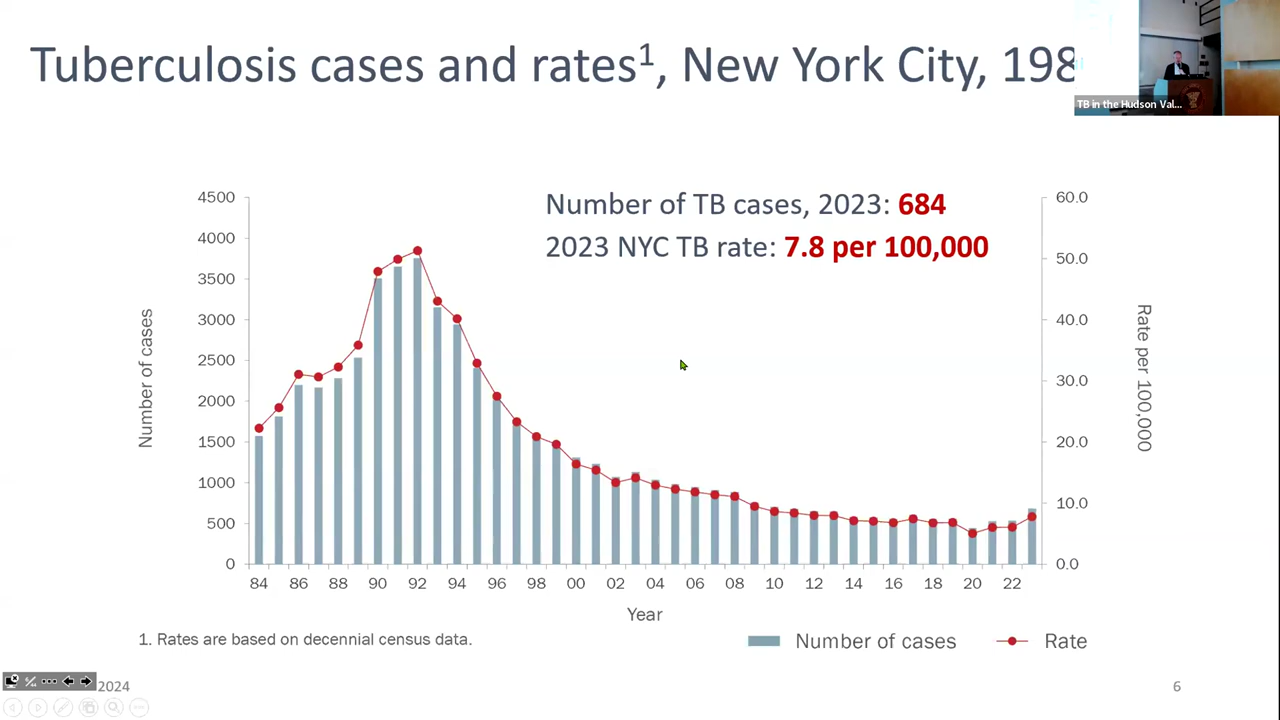 Tuberculosis cases and rates¹, New York City, 198
TB in the Hudson Val...
Number of TB cases, 2023: 684
2023 NYC TB rate: 7.8 per 100,000
4500
4000
3500
3000
2500
2000
1500
1000
500
0
Number of cases
60.0
50.0
40.0
30.0
20.0
10.0
0.0
Rate per 100,000
84 86 88 90 92 94 96 98 00 02 04 06 08 10 12 14 16 18 20 22
Year
1. Rates are based on decennial census data.
Number of cases Rate
2024
6